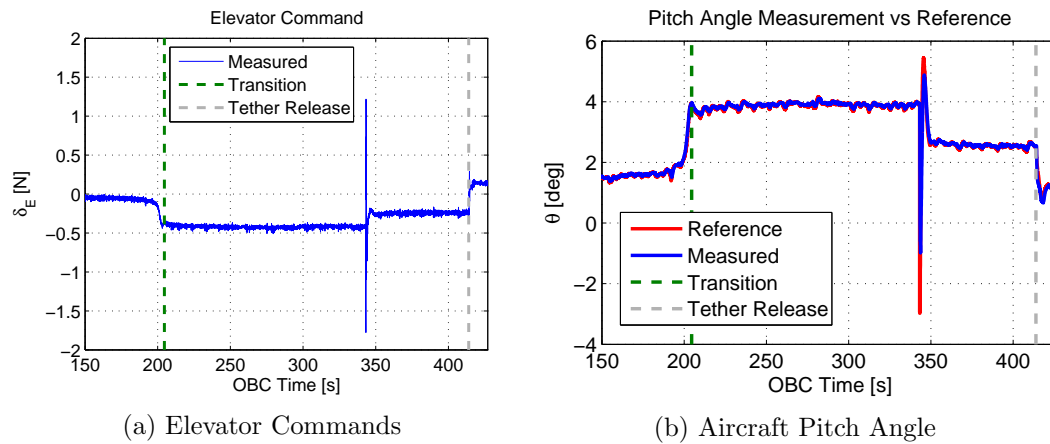 Elevator Command
2
1.5
1
0.5
0
−0.5
−1
−1.5
−2
δ_E [N]
Measured
Transition
Tether Release
150 200 250 300 350 400
OBC Time [s]
(a) Elevator Commands
Pitch Angle Measurement vs Reference
6
4
2
0
−2
−4
θ [deg]
Reference
Measured
Transition
Tether Release
150 200 250 300 350 400
OBC Time [s]
(b) Aircraft Pitch Angle